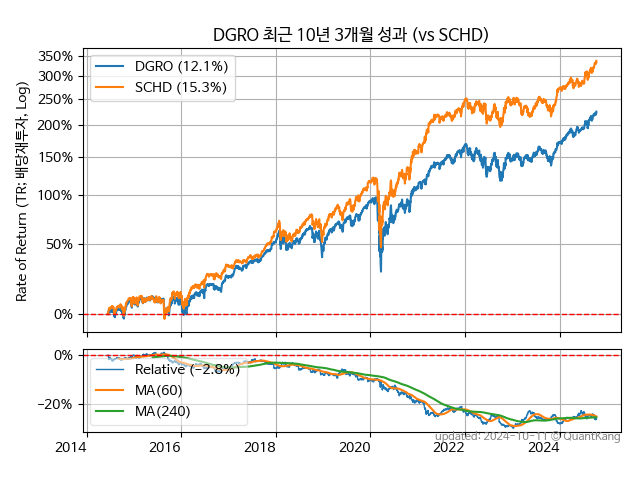 DGRO 최근 10년 3개월 성과 (vs SCHD)
Rate of Return (TR: 배당재투자, Log)
350%
300%
250%
200%
150%
100%
50%
0%
DGRO (12.1%)
SCHD (15.3%)
0%
-20%
Relative (-2.8%)
MA(60)
MA(240)
2014 2016 2018 2020 2022 2024
updated: 2024-10-11 © QuantKang